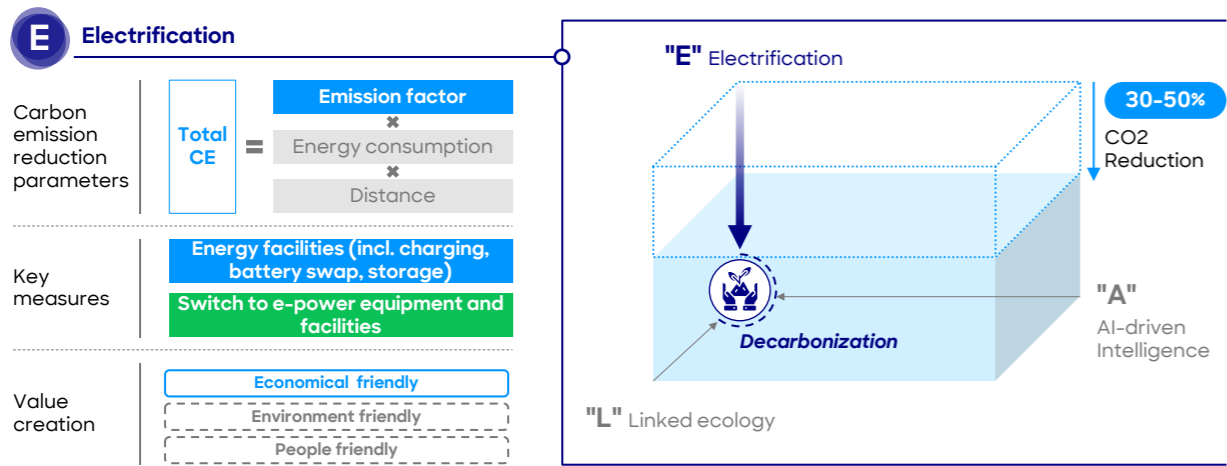 E
Electrification
Carbon
emission
reduction
parameters
Total
CE
=
Emission factor
×
Energy consumption
×
Distance
Key
measures
Energy facilities (incl. charging,
battery swap, storage)
Switch to e-power equipment and
facilities
Value
creation
Economical friendly
Environment friendly
People friendly
"E" Electrification
30-50%
CO2
Reduction
Decarbonization
"A"
AI-driven
Intelligence
"L" Linked ecology